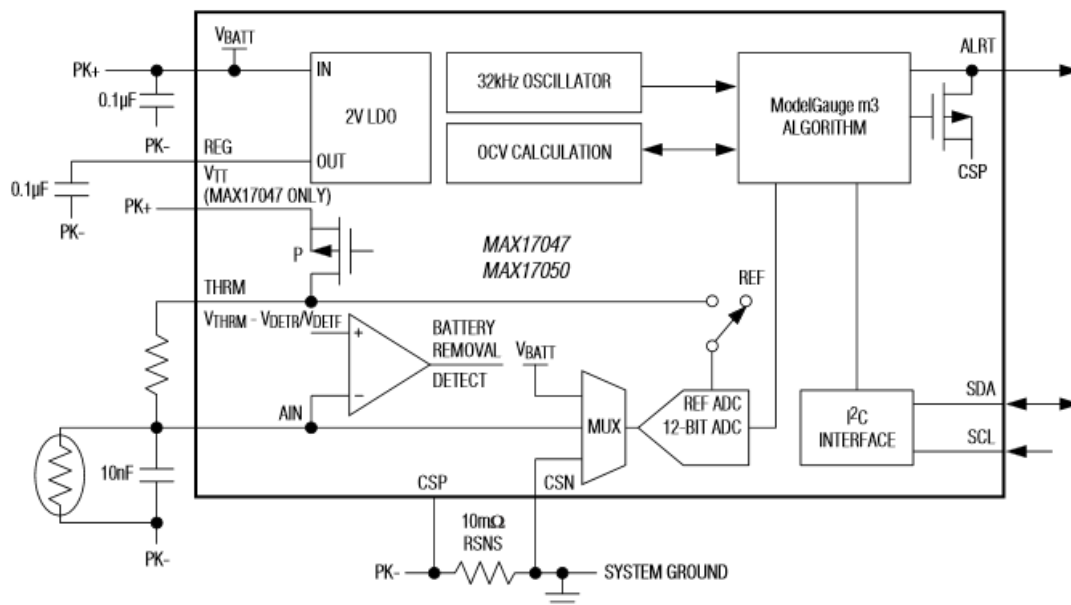 VBATT
PK+
0.1µF
PK-
IN
2V LDO
OUT
32kHz OSCILLATOR
OCV CALCULATION
ModelGauge m3
ALGORITHM
ALRT
CSP
REG
VTT
(MAX17047 ONLY)
0.1µF
PK-
PK+
P
MAX17047
MAX17050
THRM
REF
VTHRM - VDETR/VDETF
+
-
BATTERY
REMOVAL
DETECT
VBATT
AIN
MUX
REF ADC
12-BIT ADC
I2C
INTERFACE
SDA
SCL
10nF
PK-
CSP
CSN
10mΩ
RSNS
PK-
SYSTEM GROUND